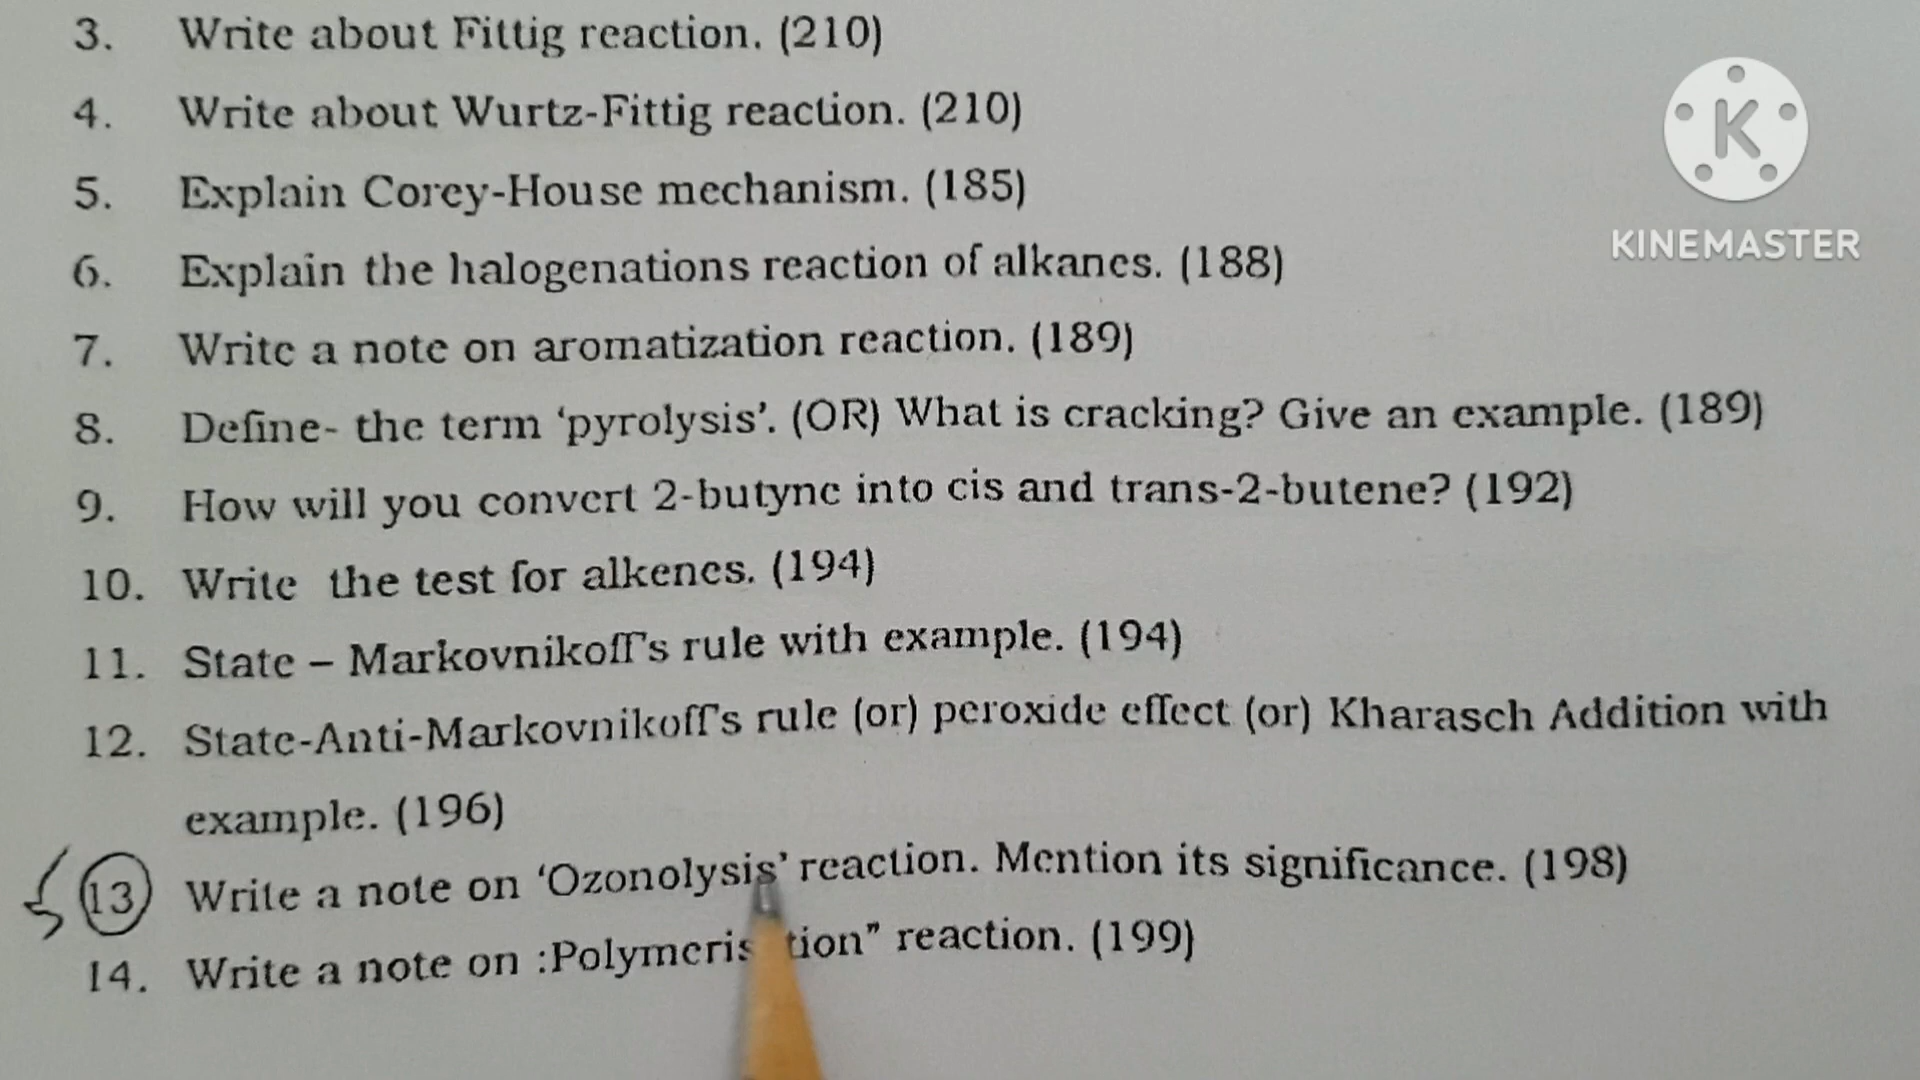 3. Write about Fittig reaction. (210)
4. Write about Wurtz-Fittig reaction. (210)
5. Explain Corey-House mechanism. (185)
6. Explain the halogenations reaction of alkanes. (188)
7. Write a note on aromatization reaction. (189)
8. Define- the term ‘pyrolysis’. (OR) What is cracking? Give an example. (189)
9. How will you convert 2-butyne into cis and trans-2-butene? (192)
10. Write the test for alkenes. (194)
11. State – Markovnikoff's rule with example. (194)
12. State-Anti-Markovnikoff's rule (or) peroxide effect (or) Kharasch Addition with
example. (196)
13 Write a note on ‘Ozonolysis’ reaction. Mention its significance. (198)
14. Write a note on :Polymerisation” reaction. (199)
K
KINEMASTER